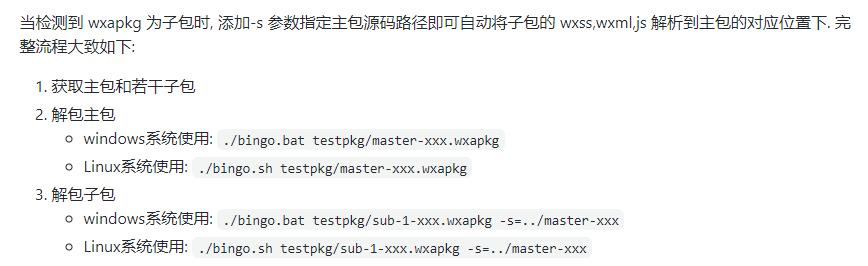 当检测到 wxapkg 为子包时, 添加-s 参数指定主包源码路径即可自动将子包的 wxss,wxml,js 解析到主包的对应位置下. 完
整流程大致如下:
1. 获取主包和若干子包
2. 解包主包
◦ windows系统使用: ./bingo.bat testpkg/master-xxx.wxapkg
◦ Linux系统使用: ./bingo.sh testpkg/master-xxx.wxapkg
3. 解包子包
◦ windows系统使用: ./bingo.bat testpkg/sub-1-xxx.wxapkg -s=../master-xxx
◦ Linux系统使用: ./bingo.sh testpkg/sub-1-xxx.wxapkg -s=../master-xxx